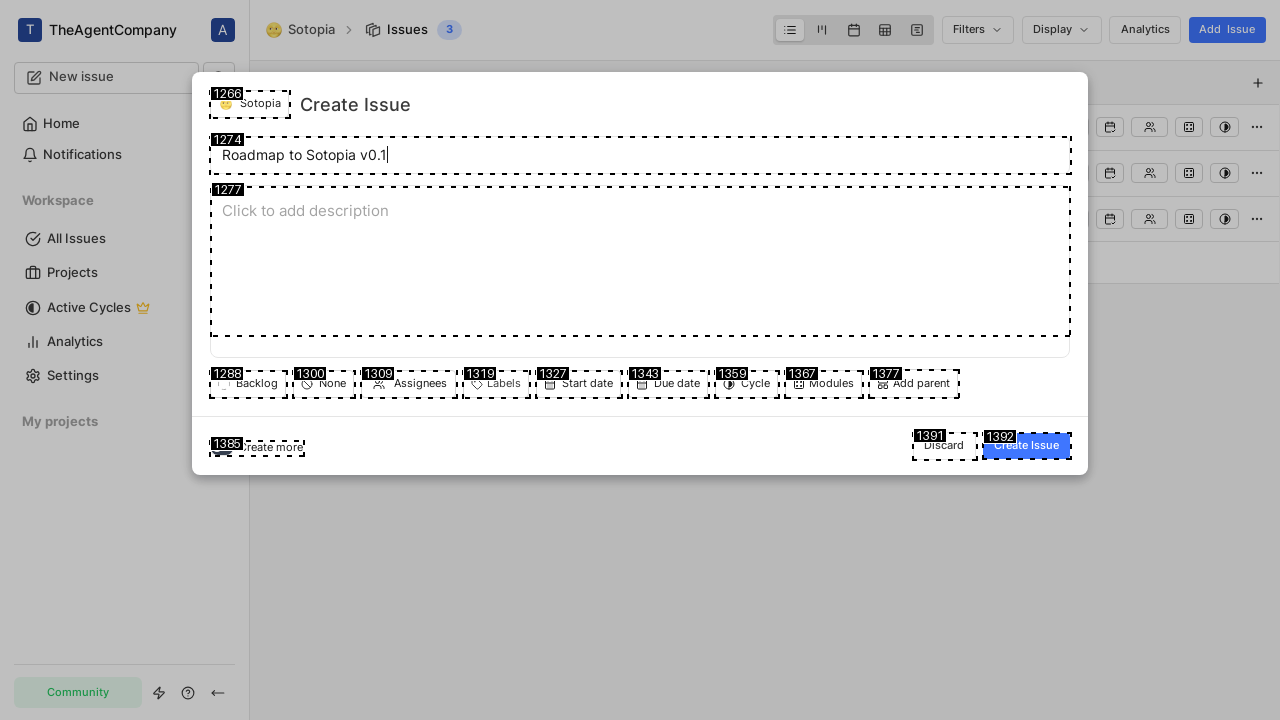 T TheAgentCompany A
Sotopia Issues 3
Filters Display Analytics Add Issue
New issue
Home
Notifications
Workspace
All Issues
Projects
Active Cycles
Analytics
Settings
My projects
Community
1266
Sotopia Create Issue
1274
Roadmap to Sotopia v0.1
1277
Click to add description
1288 1300 1309 1319 1327 1343 1359 1367 1377
Backlog None Assignees Labels Start date Due date Cycle Modules Add parent
1385 1391 1392
Create more Discard Create Issue